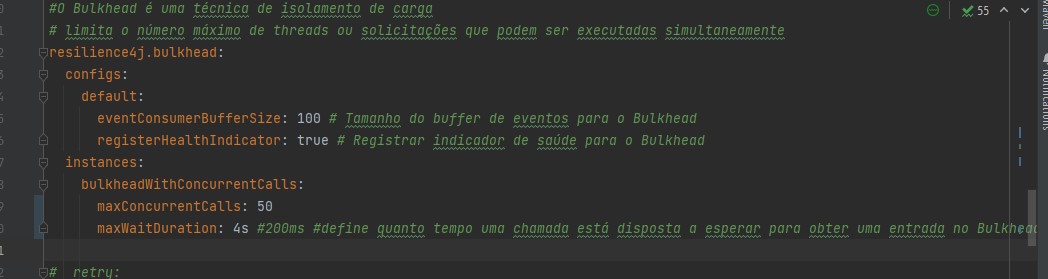 #O Bulkhead é uma técnica de isolamento de carga
55
# limita o número máximo de threads ou solicitações que podem ser executadas simultaneamente
resilience4j.bulkhead:
configs:
default:
eventConsumerBufferSize: 100 # Tamanho do buffer de eventos para o Bulkhead
registerHealthIndicator: true # Registrar indicador de saúde para o Bulkhead
instances:
bulkheadWithConcurrentCalls:
maxConcurrentCalls: 50
maxWaitDuration: 4s #200ms #define quanto tempo uma chamada está disposta a esperar para obter uma entrada no Bulkhead
# retry:
Notifications